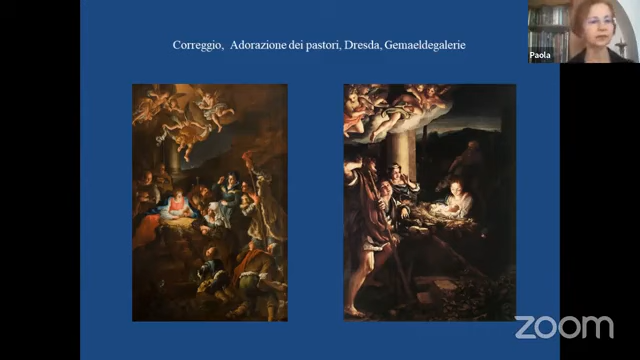 Correggio, Adorazione dei pastori, Dresda, Gemaeldegalerie
Paola
zoom